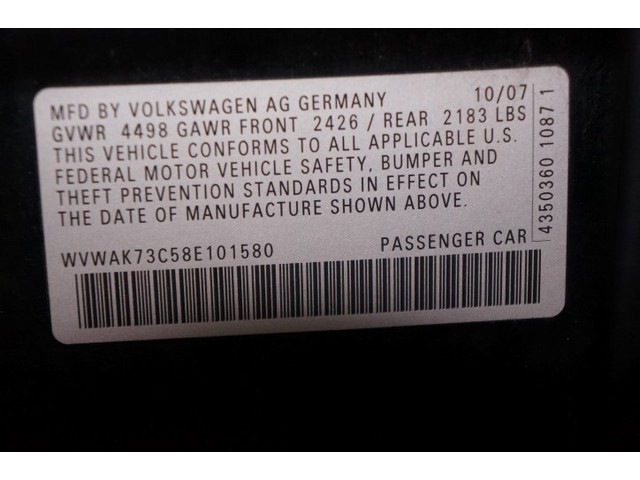 MFD BY VOLKSWAGEN AG GERMANY 10/07
GVWR 4498 GAWR FRONT 2426 / REAR 2183 LBS
THIS VEHICLE CONFORMS TO ALL APPLICABLE U.S.
FEDERAL MOTOR VEHICLE SAFETY, BUMPER AND
THEFT PREVENTION STANDARDS IN EFFECT ON
THE DATE OF MANUFACTURE SHOWN ABOVE.
WVWAK73C58E101580 PASSENGER CAR
4350360 1087 1